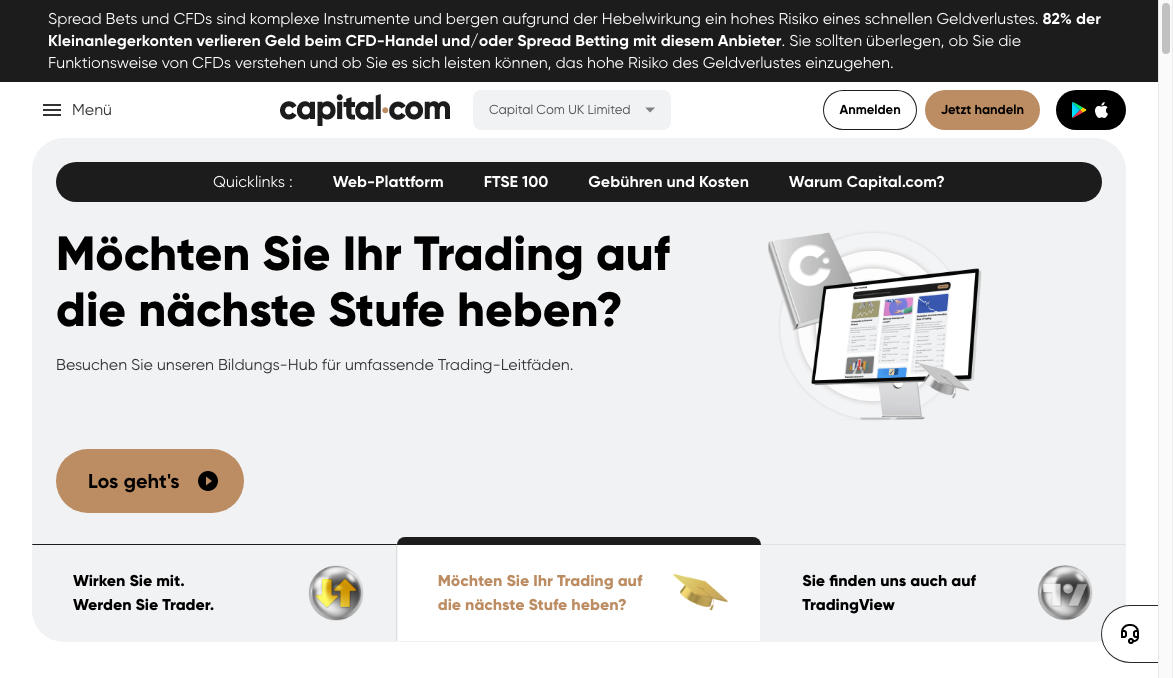 Spread Bets und CFDs sind komplexe Instrumente und bergen aufgrund der Hebelwirkung ein hohes Risiko eines schnellen Geldverlustes. 82% der
Kleinanlegerkonten verlieren Geld beim CFD-Handel und/oder Spread Betting mit diesem Anbieter. Sie sollten überlegen, ob Sie die
Funktionsweise von CFDs verstehen und ob Sie es sich leisten können, das hohe Risiko des Geldverlustes einzugehen.
Menü
capital.com
Capital Com UK Limited
Anmelden
Jetzt handeln
Quicklinks :
Web-Plattform
FTSE 100
Gebühren und Kosten
Warum Capital.com?
Möchten Sie Ihr Trading auf
die nächste Stufe heben?
Besuchen Sie unseren Bildungs-Hub für umfassende Trading-Leitfäden.
Los geht's
Wirken Sie mit.
Werden Sie Trader.
Möchten Sie Ihr Trading auf
die nächste Stufe heben?
Sie finden uns auch auf
TradingView